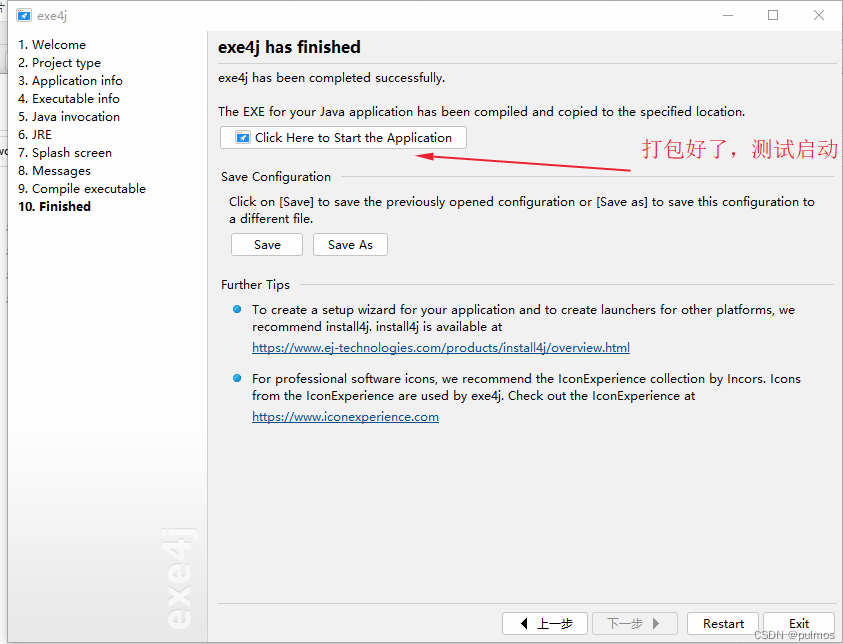 exe4j
1. Welcome
2. Project type
3. Application info
4. Executable info
5. Java invocation
6. JRE
7. Splash screen
8. Messages
9. Compile executable
10. Finished
exe4j
exe4j has finished
exe4j has been completed successfully.
The EXE for your Java application has been compiled and copied to the specified location.
Click Here to Start the Application
打包好了，测试启动
Save Configuration
Click on [Save] to save the previously opened configuration or [Save as] to save this configuration to
a different file.
Save
Save As
Further Tips
To create a setup wizard for your application and to create launchers for other platforms, we
recommend install4j. install4j is available at
https://www.ej-technologies.com/products/install4j/overview.html
For professional software icons, we recommend the IconExperience collection by Incors. Icons
from the IconExperience are used by exe4j. Check out the IconExperience at
https://www.iconexperience.com
上一步
下一步
Restart
Exit
CSDN @pulmos